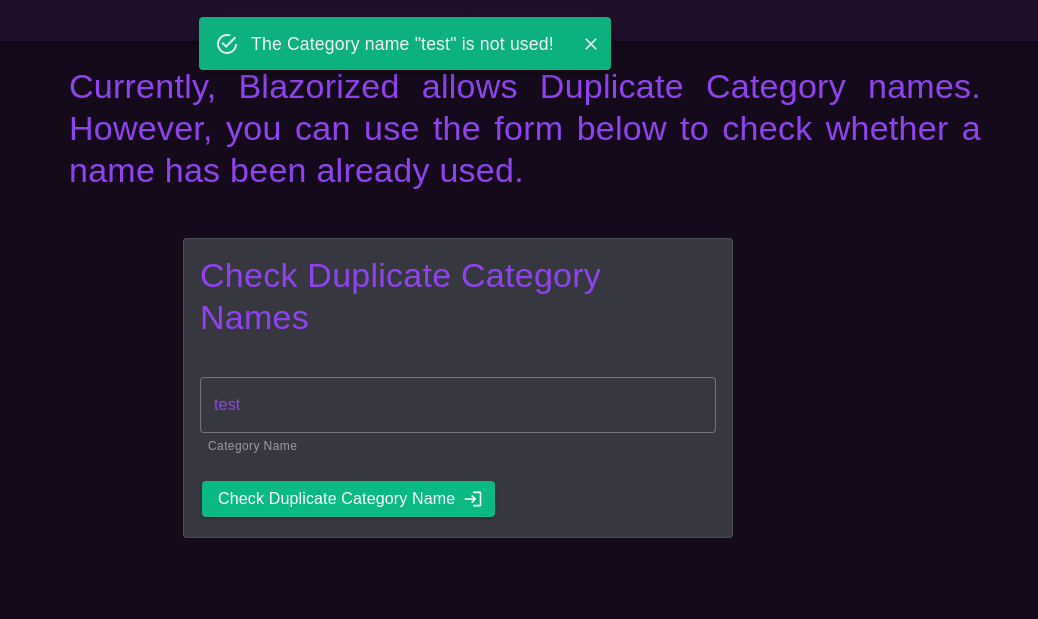 The Category name "test" is not used!
Currently, Blazorized allows Duplicate Category names.
However, you can use the form below to check whether a
name has been already used.
Check Duplicate Category
Names
test
Category Name
Check Duplicate Category Name